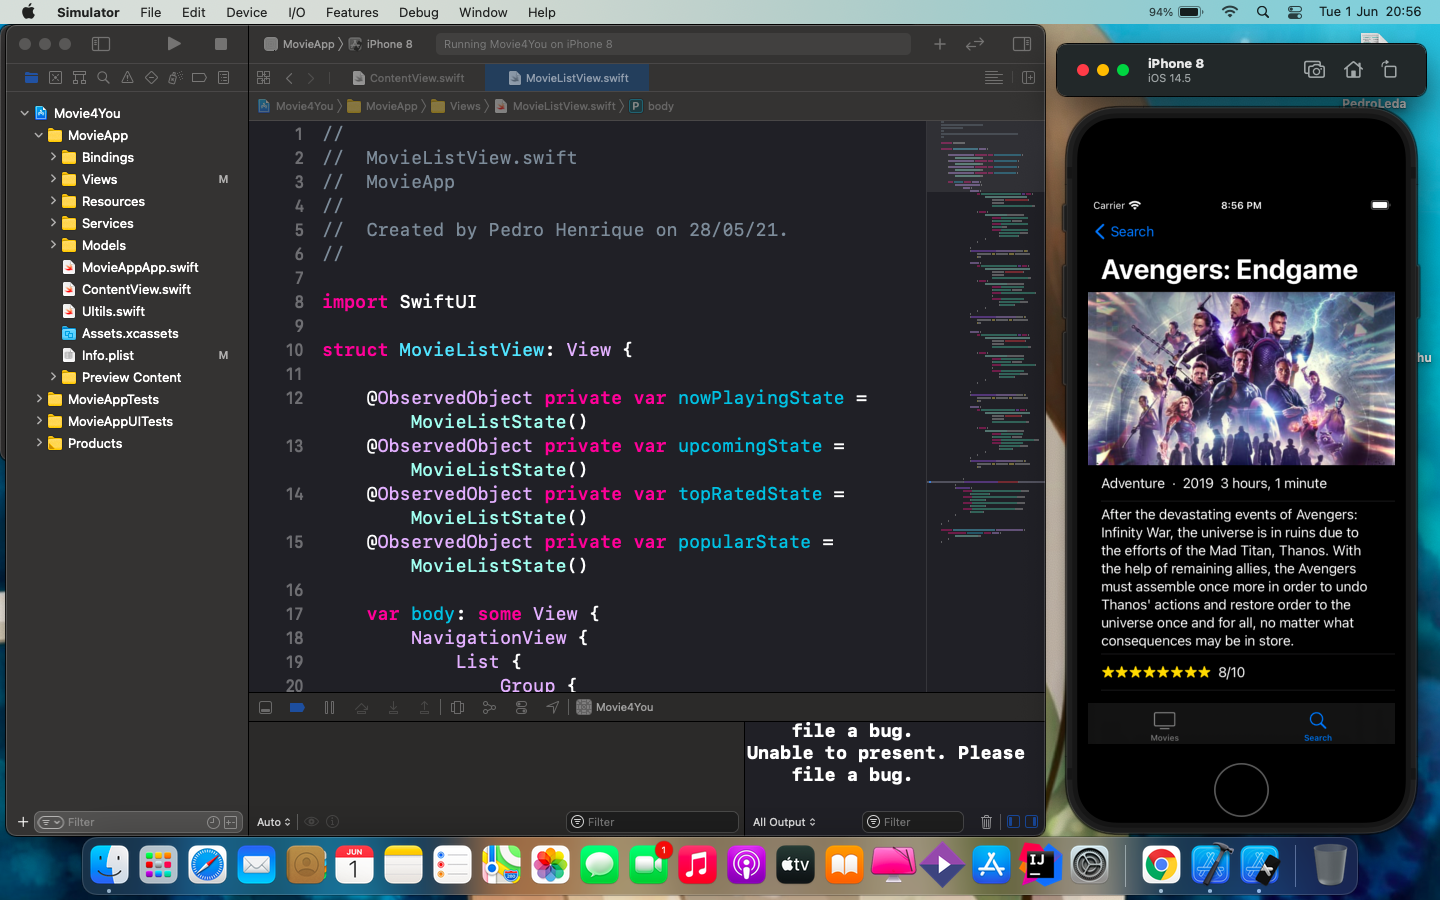 Simulator File Edit Device I/O Features Debug Window Help
94% Tue 1 Jun 20:56
MovieApp iPhone 8
Running Movie4You on iPhone 8
ContentView.swift
MovieListView.swift
Movie4You MovieApp Views MovieListView.swift P body
Movie4You
MovieApp
Bindings
Views M
Resources
Services
Models
MovieAppApp.swift
ContentView.swift
Ultils.swift
Assets.xcassets
Info.plist M
Preview Content
MovieAppTests
MovieAppUITests
Products
Filter
1 //
2 //  MovieListView.swift
3 //  MovieApp
4 //
5 //  Created by Pedro Henrique on 28/05/21.
6 //
7
8 import SwiftUI
9
10 struct MovieListView: View {
11
12 @ObservedObject private var nowPlayingState =
MovieListState()
13 @ObservedObject private var upcomingState =
MovieListState()
14 @ObservedObject private var topRatedState =
MovieListState()
15 @ObservedObject private var popularState =
MovieListState()
16
17 var body: some View {
18 NavigationView {
19 List {
20 Group {
Movie4You
file a bug.
Unable to present. Please
file a bug.
Auto
Filter
All Output
Filter
iPhone 8
iOS 14.5
PedroLeda
hu
Carrier 8:56 PM
Search
Avengers: Endgame
Adventure · 2019 3 hours, 1 minute
After the devastating events of Avengers:
Infinity War, the universe is in ruins due to
the efforts of the Mad Titan, Thanos. With
the help of remaining allies, the Avengers
must assemble once more in order to undo
Thanos' actions and restore order to the
universe once and for all, no matter what
consequences may be in store.
★★★★★★★★ 8/10
Movies Search
JUN
1
1
tv
IJ